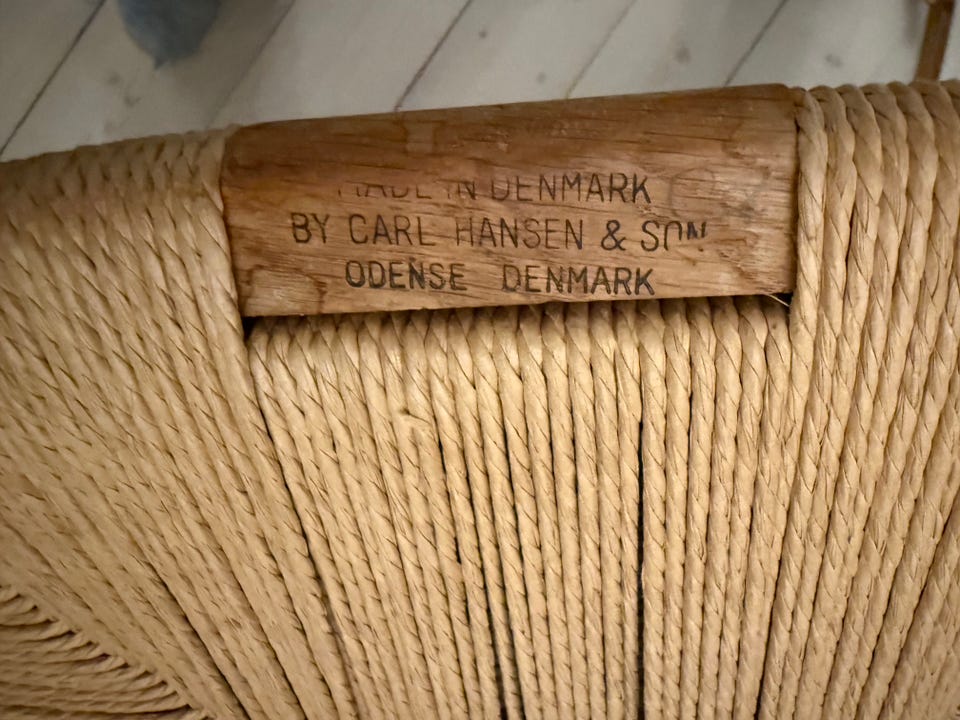 MADE IN DENMARK
BY CARL HANSEN & SON
ODENSE DENMARK